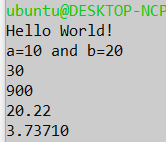 ubuntu@DESKTOP-NCP
Hello World!
a=10 and b=20
30
900
20.22
3.73710